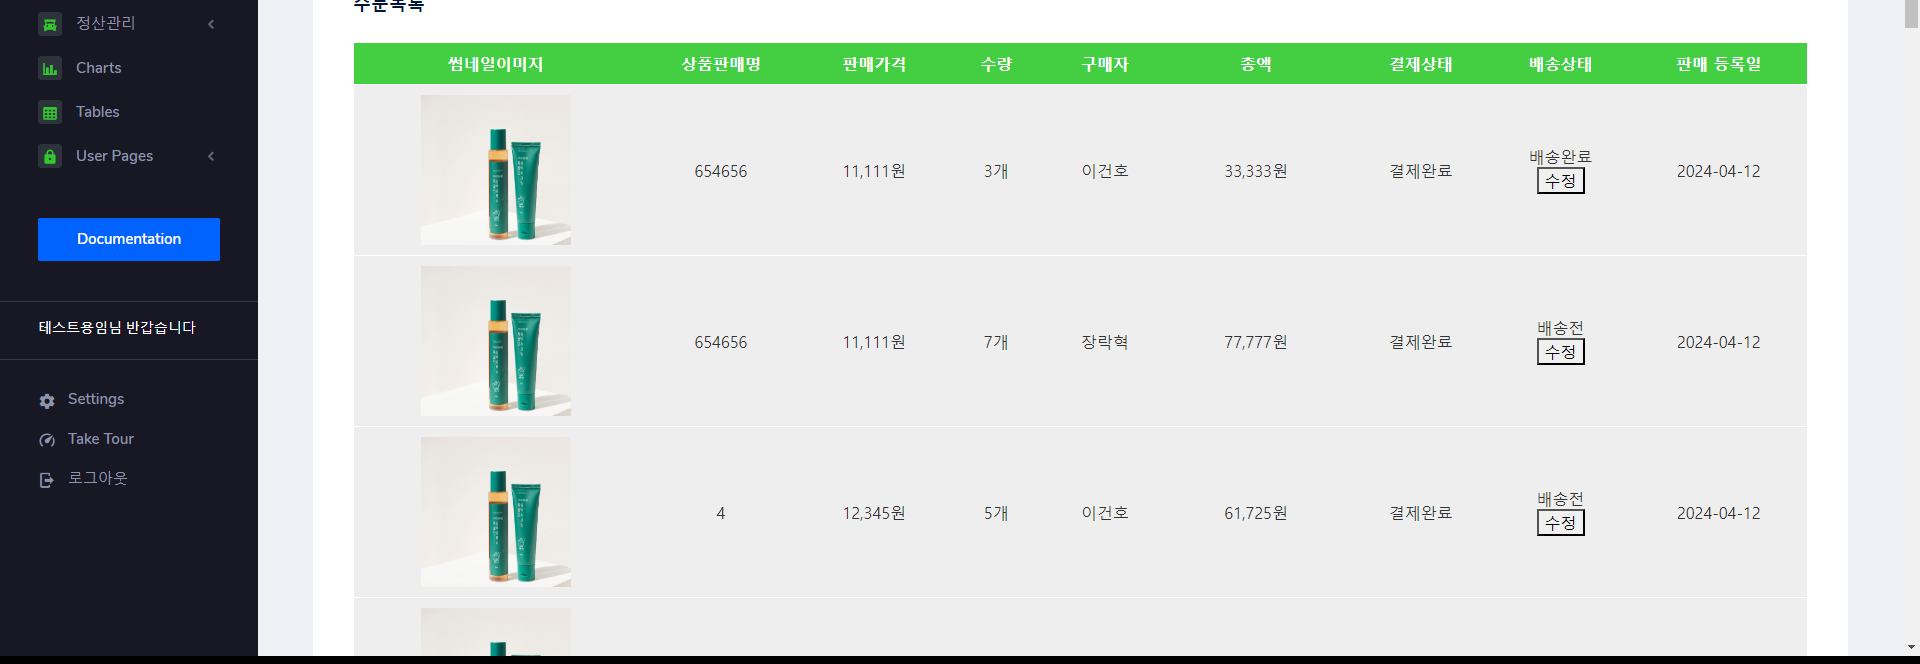 정산관리
Charts
Tables
User Pages
Documentation
테스트용임님 반갑습니다
Settings
Take Tour
로그아웃
주문목록
썸네일이미지 상품판매명 판매가격 수량 구매자 총액 결제상태 배송상태 판매 등록일
654656 11,111원 3개 이건호 33,333원 결제완료 배송완료 2024-04-12
수정
654656 11,111원 7개 장락혁 77,777원 결제완료 배송전 2024-04-12
수정
4 12,345원 5개 이건호 61,725원 결제완료 배송전 2024-04-12
수정